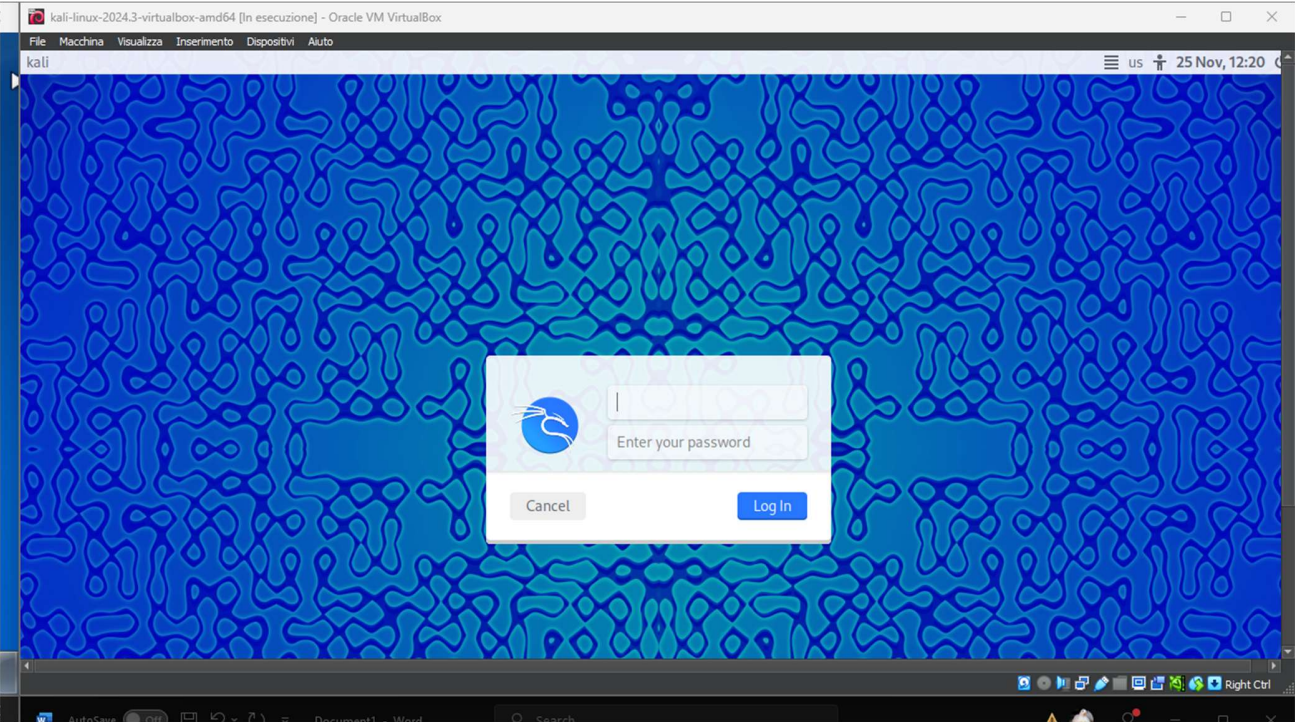 kali-linux-2024.3-virtualbox-amd64 [In esecuzione] - Oracle VM VirtualBox
File Macchina Visualizza Inserimento Dispositivi Aiuto
kali us 25 Nov, 12:20
Enter your password
Cancel Log In
Right Ctrl
AutoSave Off Document1 - Word Search